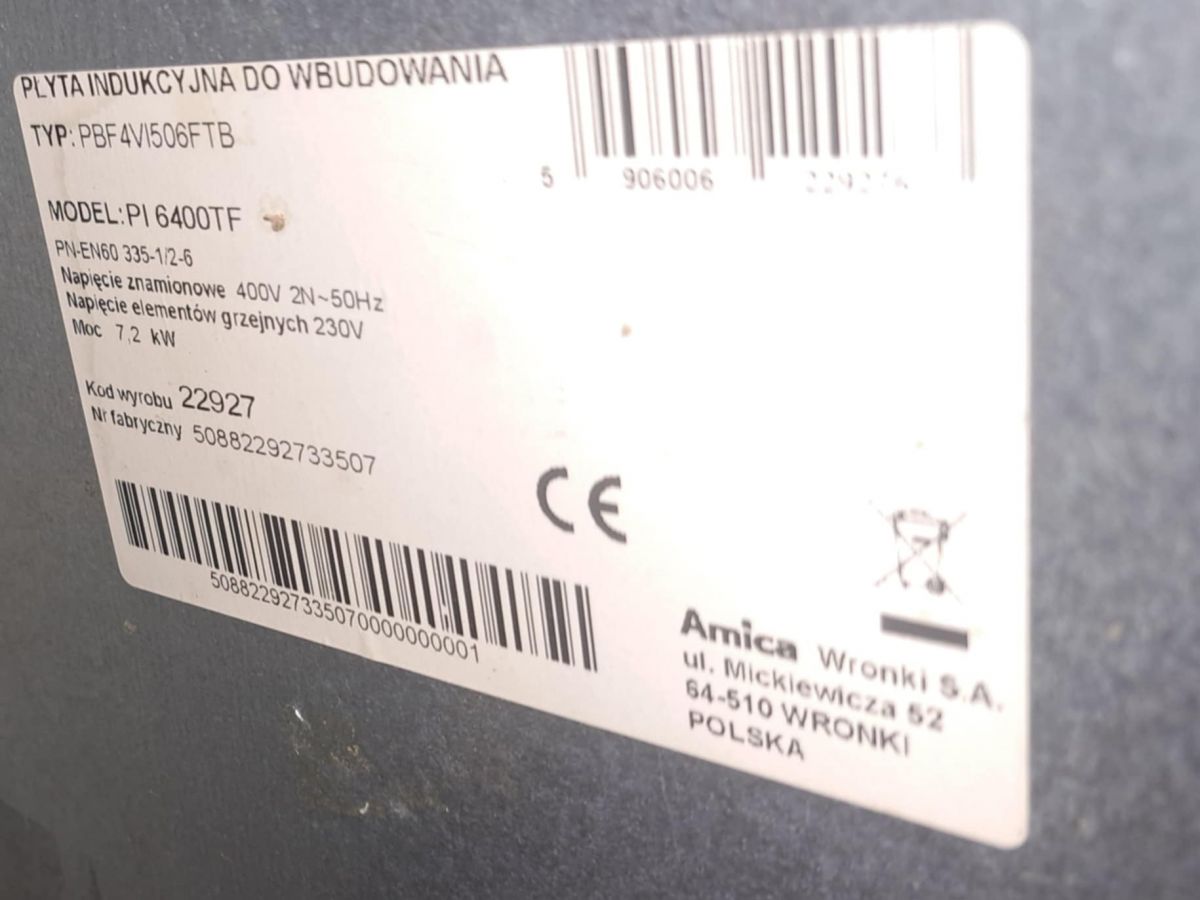 PŁYTA INDUKCYJNA DO WBUDOWANIA
TYP: PBF4VI506FTB
5 906006
MODEL: PI 6400TF
PN-EN60 335-1/2-6
Napięcie znamionowe 400V 2N~50Hz
Napięcie elementów grzejnych 230V
Moc 7,2 kW
Kod wyrobu 22927
Nr fabryczny 50882292733507
508822927335070000000001
CE
Amica Wronki S.A.
ul. Mickiewicza 52
64-510 WRONKI
POLSKA